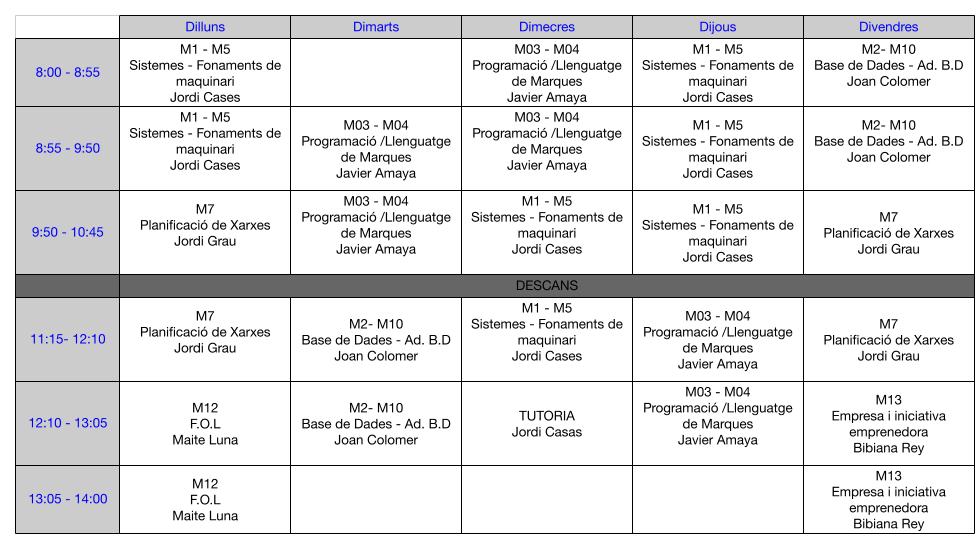 Dilluns Dimarts Dimecres Dijous Divendres
8:00 - 8:55
M1 - M5
Sistemes - Fonaments de
maquinari
Jordi Cases
M03 - M04
Programació /Llenguatge
de Marques
Javier Amaya
M1 - M5
Sistemes - Fonaments de
maquinari
Jordi Cases
M2- M10
Base de Dades - Ad. B.D
Joan Colomer
8:55 - 9:50
M1 - M5
Sistemes - Fonaments de
maquinari
Jordi Cases
M03 - M04
Programació /Llenguatge
de Marques
Javier Amaya
M03 - M04
Programació /Llenguatge
de Marques
Javier Amaya
M1 - M5
Sistemes - Fonaments de
maquinari
Jordi Cases
M2- M10
Base de Dades - Ad. B.D
Joan Colomer
9:50 - 10:45
M7
Planificació de Xarxes
Jordi Grau
M03 - M04
Programació /Llenguatge
de Marques
Javier Amaya
M1 - M5
Sistemes - Fonaments de
maquinari
Jordi Cases
M1 - M5
Sistemes - Fonaments de
maquinari
Jordi Cases
M7
Planificació de Xarxes
Jordi Grau
DESCANS
11:15- 12:10
M7
Planificació de Xarxes
Jordi Grau
M2- M10
Base de Dades - Ad. B.D
Joan Colomer
M1 - M5
Sistemes - Fonaments de
maquinari
Jordi Cases
M03 - M04
Programació /Llenguatge
de Marques
Javier Amaya
M7
Planificació de Xarxes
Jordi Grau
12:10 - 13:05
M12
F.O.L
Maite Luna
M2- M10
Base de Dades - Ad. B.D
Joan Colomer
TUTORIA
Jordi Casas
M03 - M04
Programació /Llenguatge
de Marques
Javier Amaya
M13
Empresa i iniciativa
emprenedora
Bibiana Rey
13:05 - 14:00
M12
F.O.L
Maite Luna
M13
Empresa i iniciativa
emprenedora
Bibiana Rey